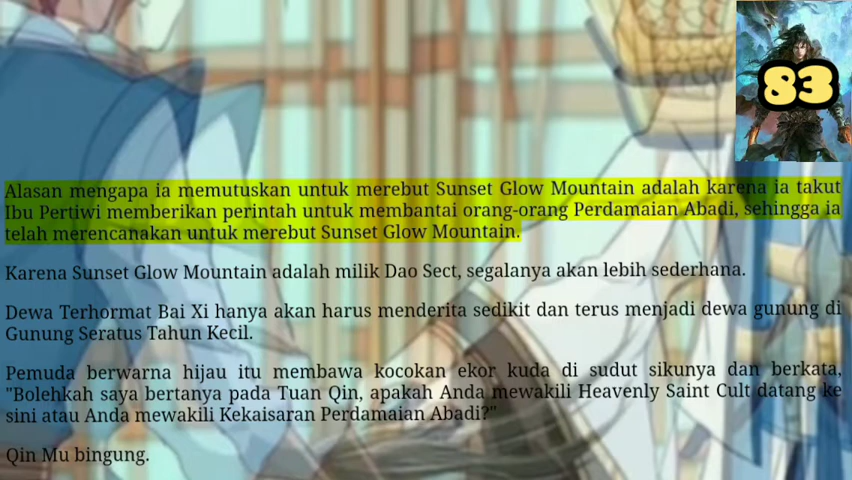 83
Alasan mengapa ia memutuskan untuk merebut Sunset Glow Mountain adalah karena ia takut
Ibu Pertiwi memberikan perintah untuk membantai orang-orang Perdamaian Abadi, sehingga ia
telah merencanakan untuk merebut Sunset Glow Mountain.
Karena Sunset Glow Mountain adalah milik Dao Sect, segalanya akan lebih sederhana.
Dewa Terhormat Bai Xi hanya akan harus menderita sedikit dan terus menjadi dewa gunung di
Gunung Seratus Tahun Kecil.
Pemuda berwarna hijau itu membawa kocokan ekor kuda di sudut sikunya dan berkata,
"Bolehkah saya bertanya pada Tuan Qin, apakah Anda mewakili Heavenly Saint Cult datang ke
sini atau Anda mewakili Kekaisaran Perdamaian Abadi?"
Qin Mu bingung.